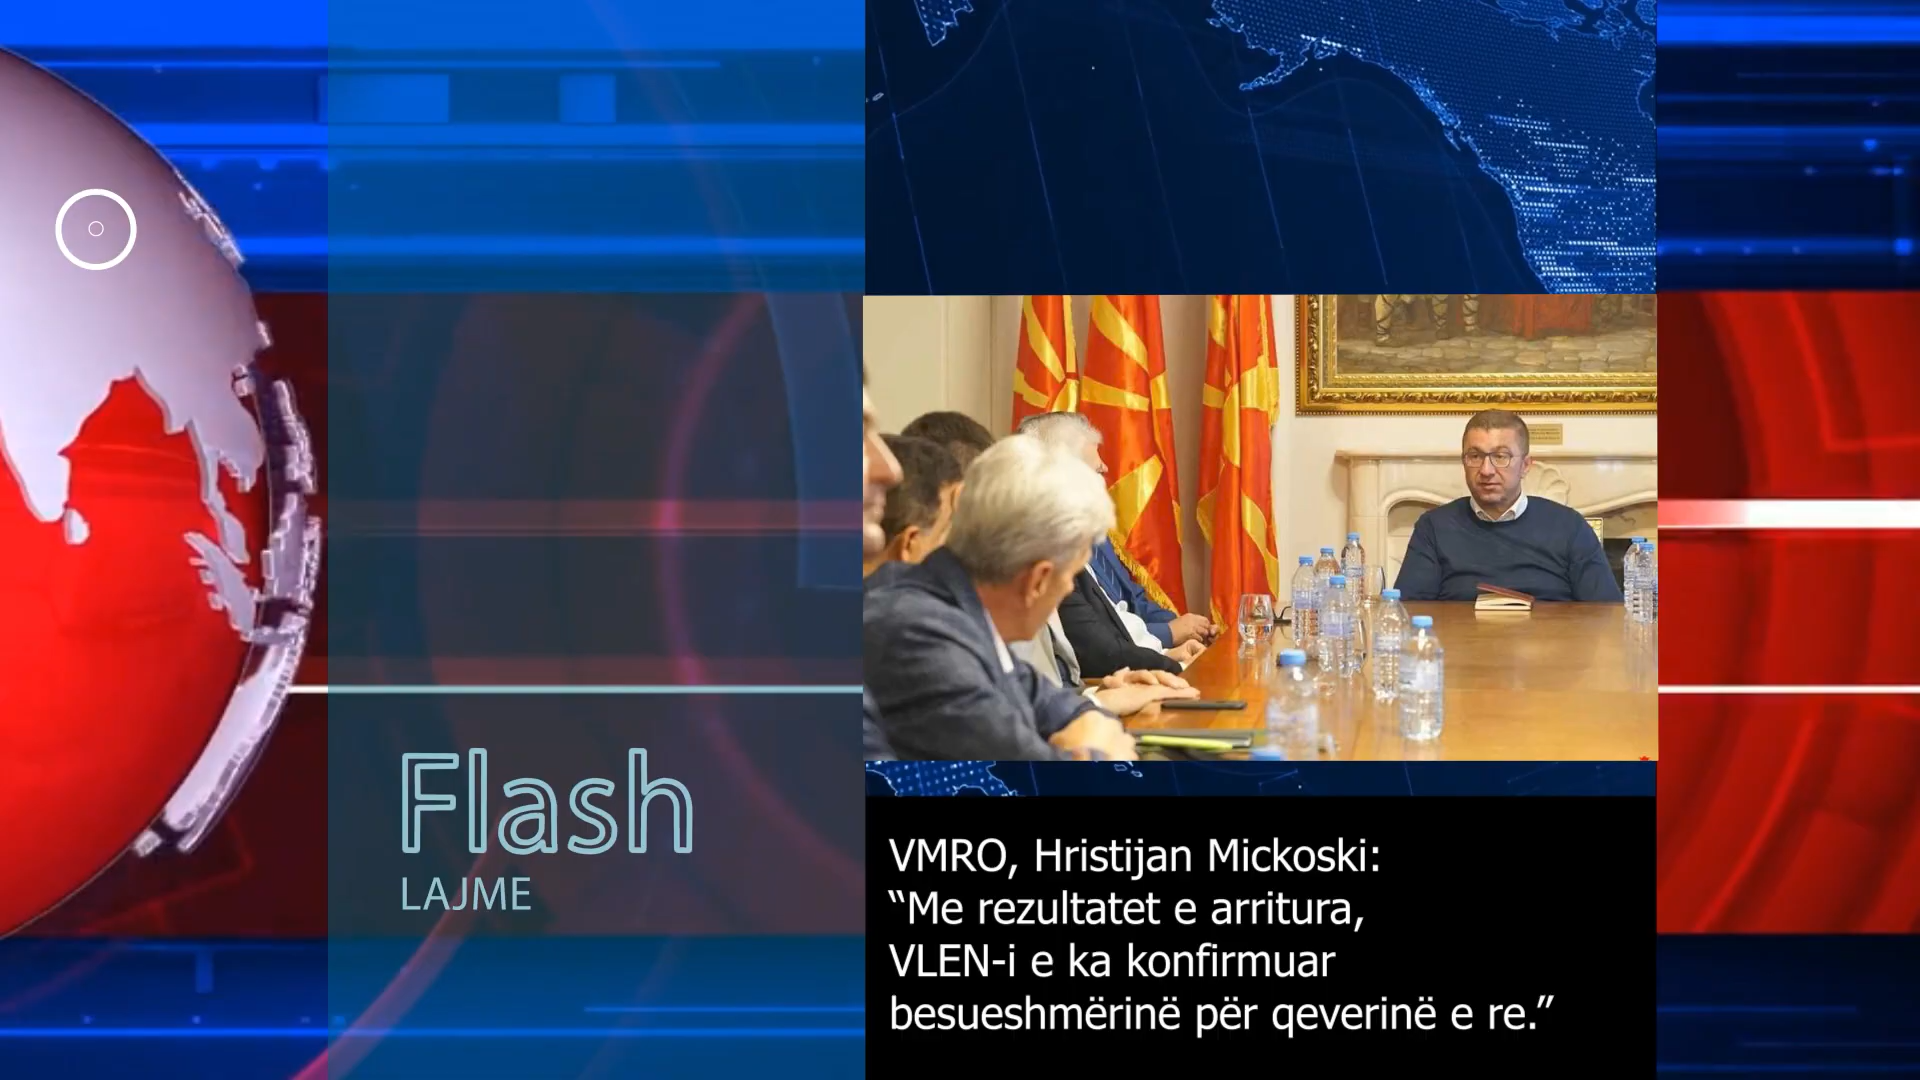 Flash
LAJME
VMRO, Hristijan Mickoski:
“Me rezultatet e arritura,
VLEN-i e ka konfirmuar
besueshmërinë për qeverinë e re.”